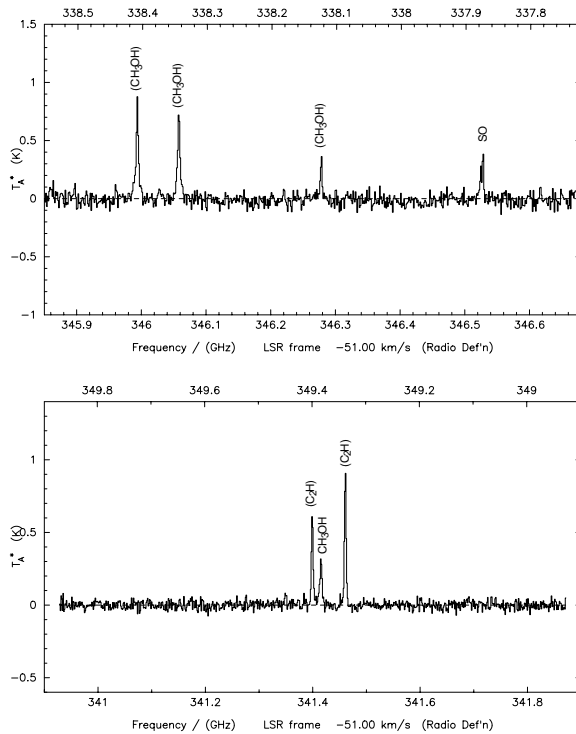 338.5 338.4 338.3 338.2 338.1 338 337.9 337.8
1.5
1
0.5
0
−0.5
−1
T_A* (K)
(CH₃OH)
(CH₃OH)
(CH₃OH)
SO
345.9 346 346.1 346.2 346.3 346.4 346.5 346.6
Frequency / (GHz) LSR frame −51.00 km/s (Radio Def'n)
349.8 349.6 349.4 349.2 349
1
0.5
0
−0.5
T_A* (K)
(C₂H)
CH₃OH
(C₂H)
341 341.2 341.4 341.6 341.8
Frequency / (GHz) LSR frame −51.00 km/s (Radio Def'n)